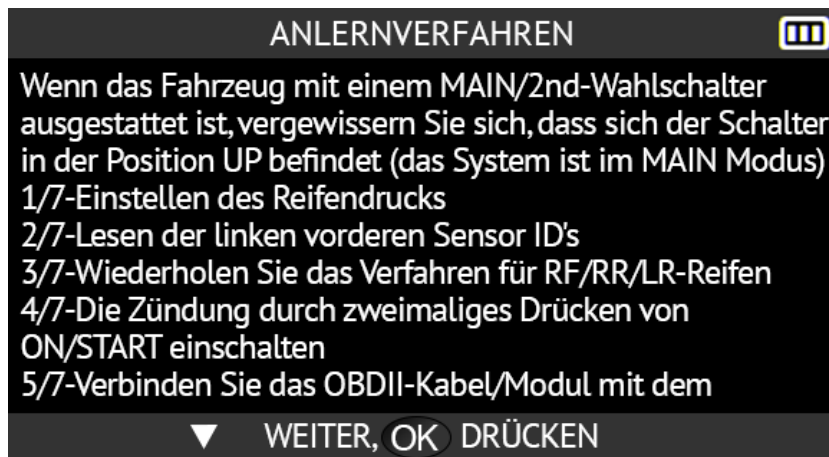 ANLERNVERFAHREN
Wenn das Fahrzeug mit einem MAIN/2nd-Wahlschalter
ausgestattet ist, vergewissern Sie sich, dass sich der Schalter
in der Position UP befindet (das System ist im MAIN Modus)
1/7-Einstellen des Reifendrucks
2/7-Lesen der linken vorderen Sensor ID's
3/7-Wiederholen Sie das Verfahren für RF/RR/LR-Reifen
4/7-Die Zündung durch zweimaliges Drücken von
ON/START einschalten
5/7-Verbinden Sie das OBDII-Kabel/Modul mit dem
▼ WEITER, OK DRÜCKEN